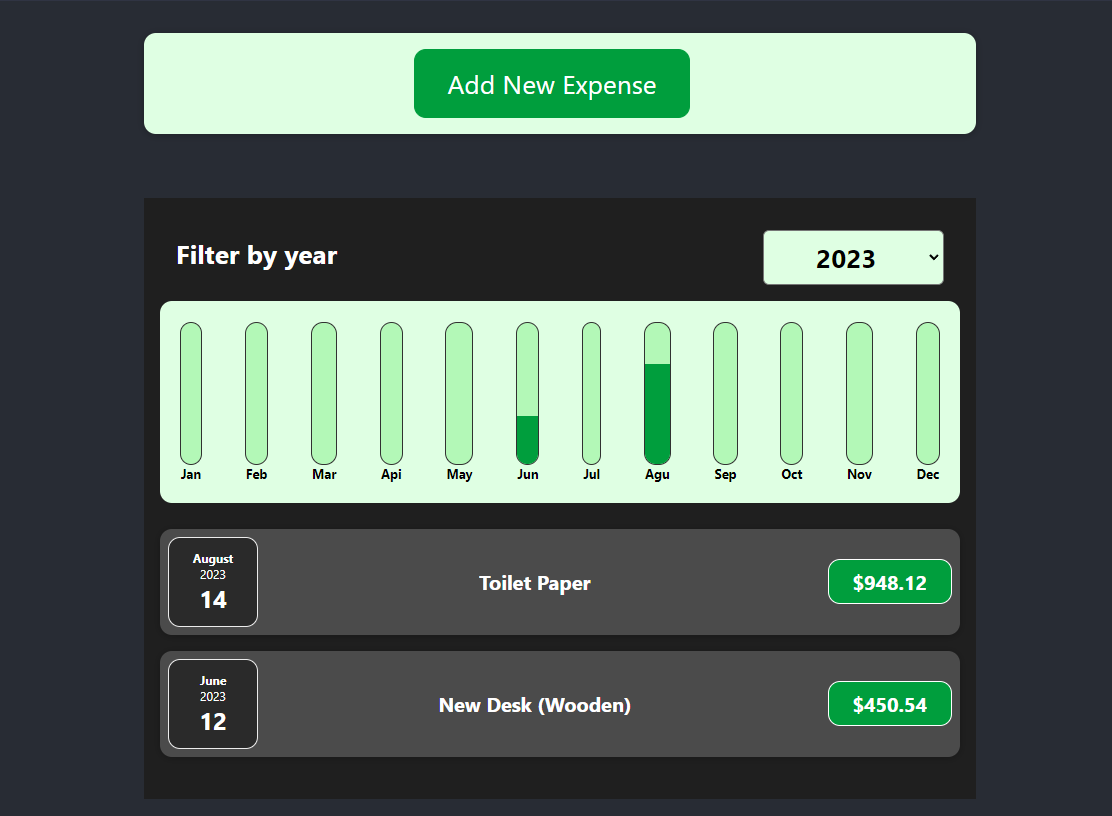 Add New Expense
Filter by year
2023
Jan Feb Mar Api May Jun Jul Agu Sep Oct Nov Dec
August
2023
14
Toilet Paper
$948.12
June
2023
12
New Desk (Wooden)
$450.54